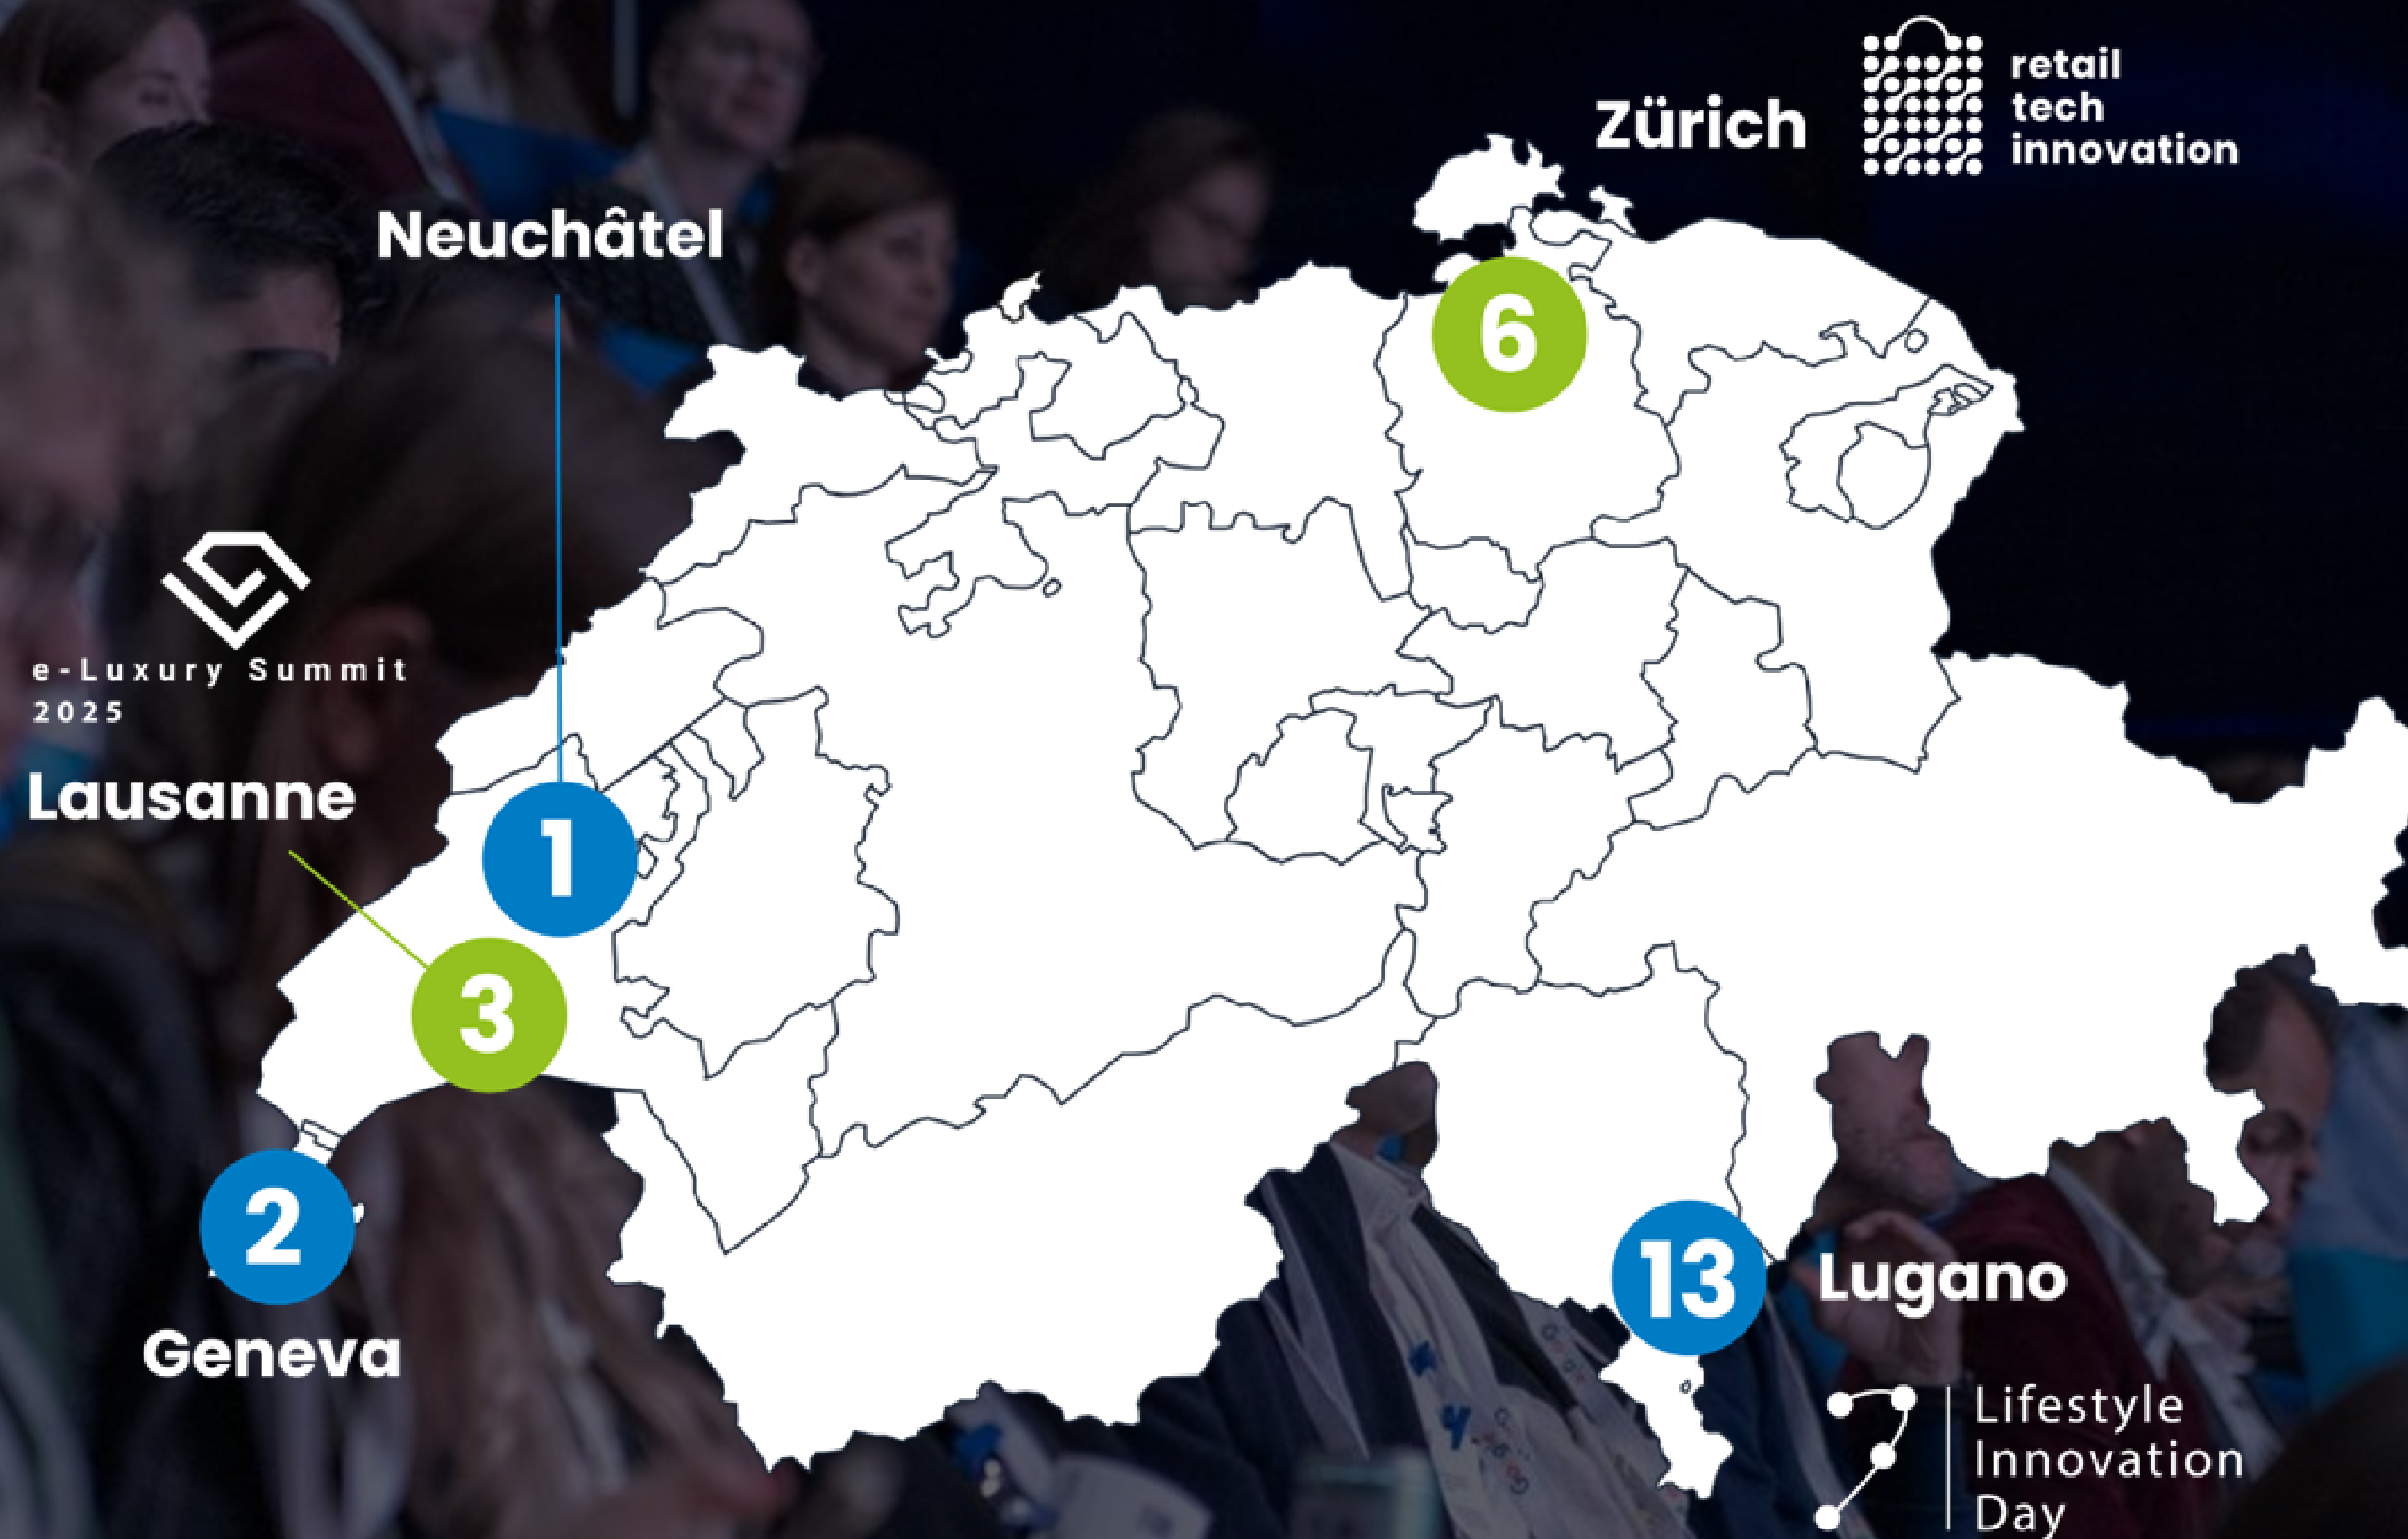 Zürich
retail
tech
innovation
6
Neuchâtel
e-Luxury Summit
2025
Lausanne
1
3
2
Geneva
13
Lugano
Lifestyle
Innovation
Day